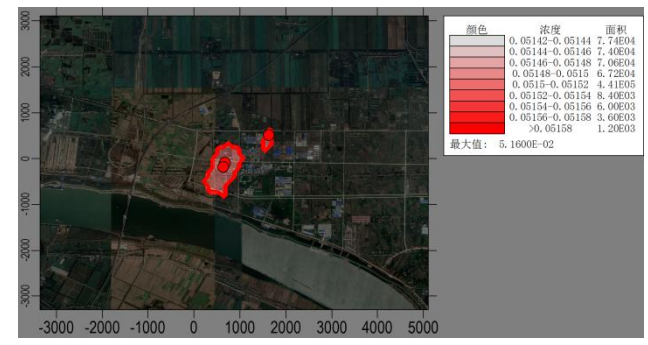 颜色 浓度 面积
0.05142-0.05144 7.74E04
0.05144-0.05146 7.40E04
0.05146-0.05148 7.06E04
0.05148-0.0515 6.72E04
0.0515-0.05152 4.41E05
0.05152-0.05154 8.40E03
0.05154-0.05156 6.00E03
0.05156-0.05158 3.60E03
>0.05158 1.20E03
最大值: 5.1600E-02
3000
2000
1000
0
-1000
-2000
-3000
-3000 -2000 -1000 0 1000 2000 3000 4000 5000